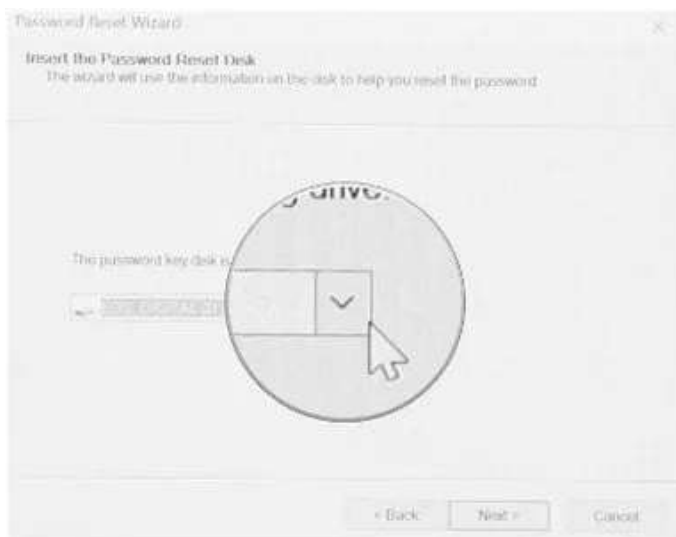 Password Reset Wizard
Insert the Password Reset Disk
The wizard will use the information on the disk to help you reset the password
drive:
The password key disk is
< Back
Next >
Cancel